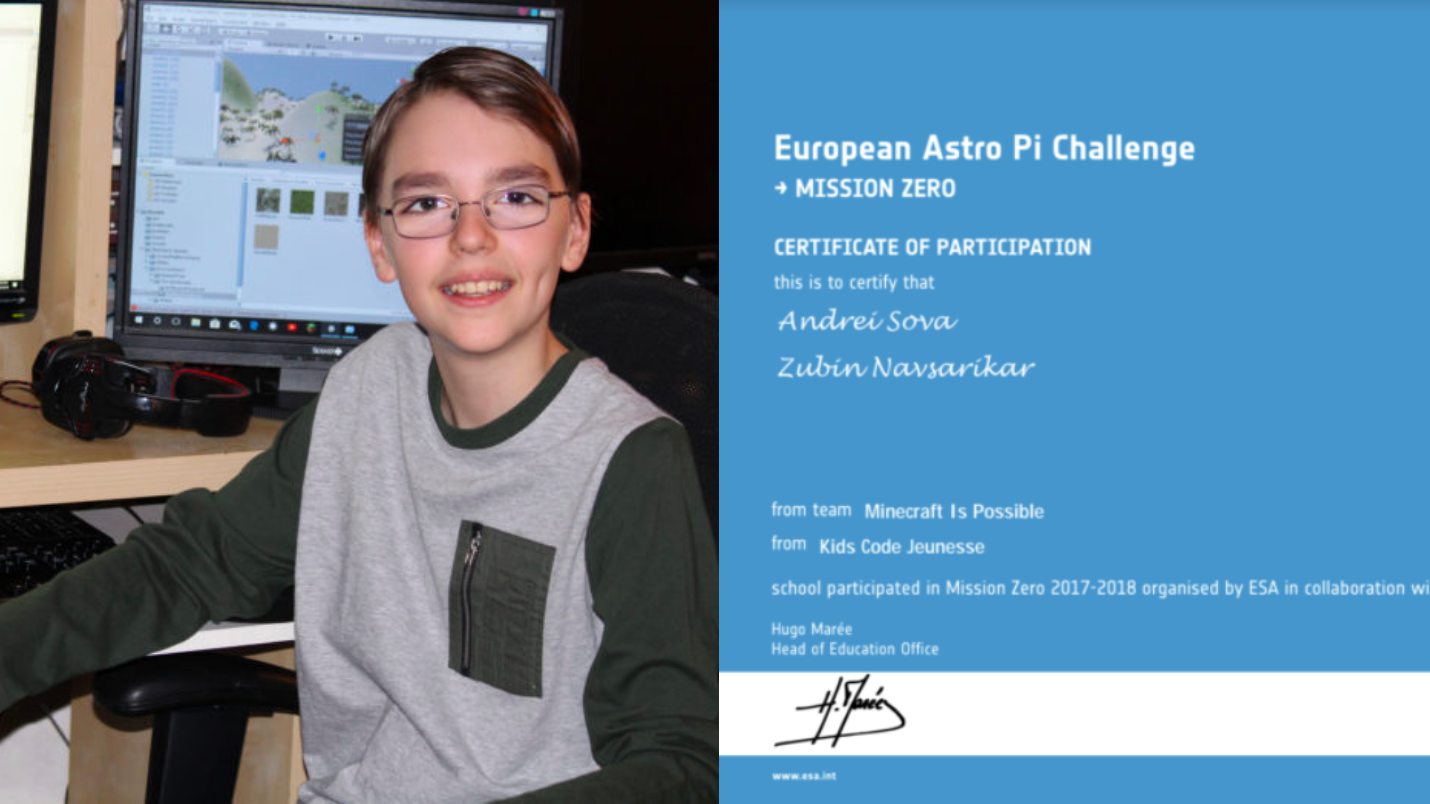 European Astro Pi Challenge
→ MISSION ZERO
CERTIFICATE OF PARTICIPATION
this is to certify that
Andrei Sova
Zubin Navsarikar
from team Minecraft Is Possible
from Kids Code Jeunesse
school participated in Mission Zero 2017-2018 organised by ESA in collaboration wi
Hugo Marée
Head of Education Office
H. Marée
www.esa.int